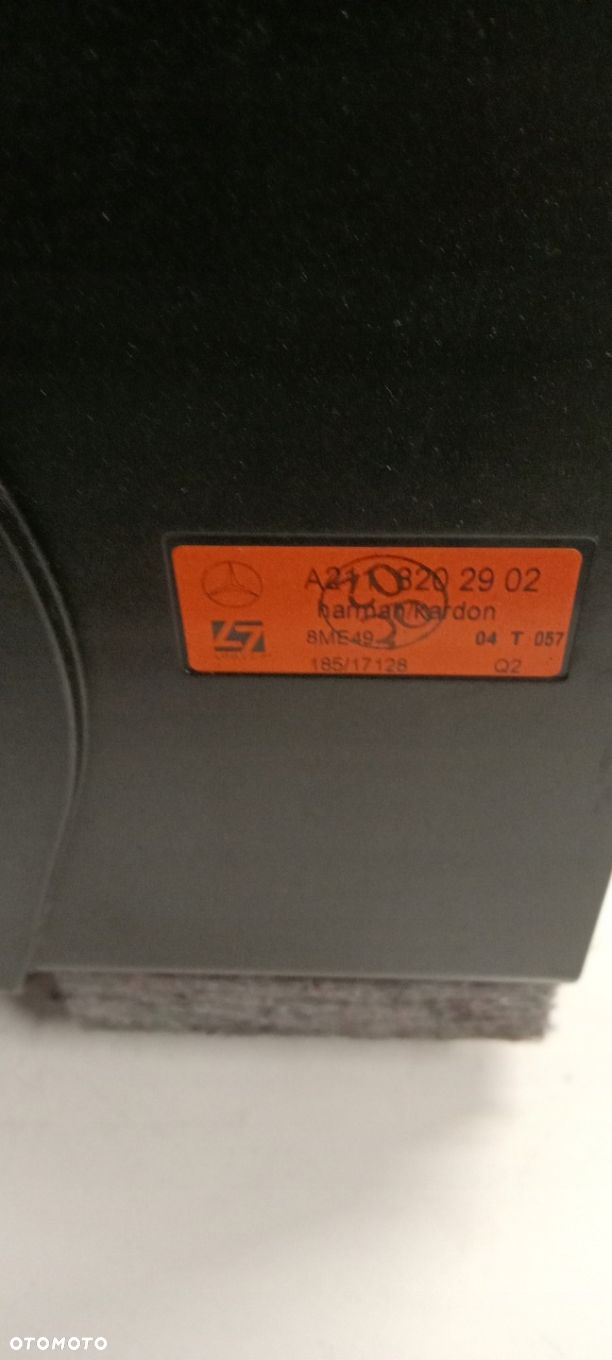 A211 820 29 02
harman/kardon
8ME49
04 T 057
185/17128
Q2
OTOMOTO